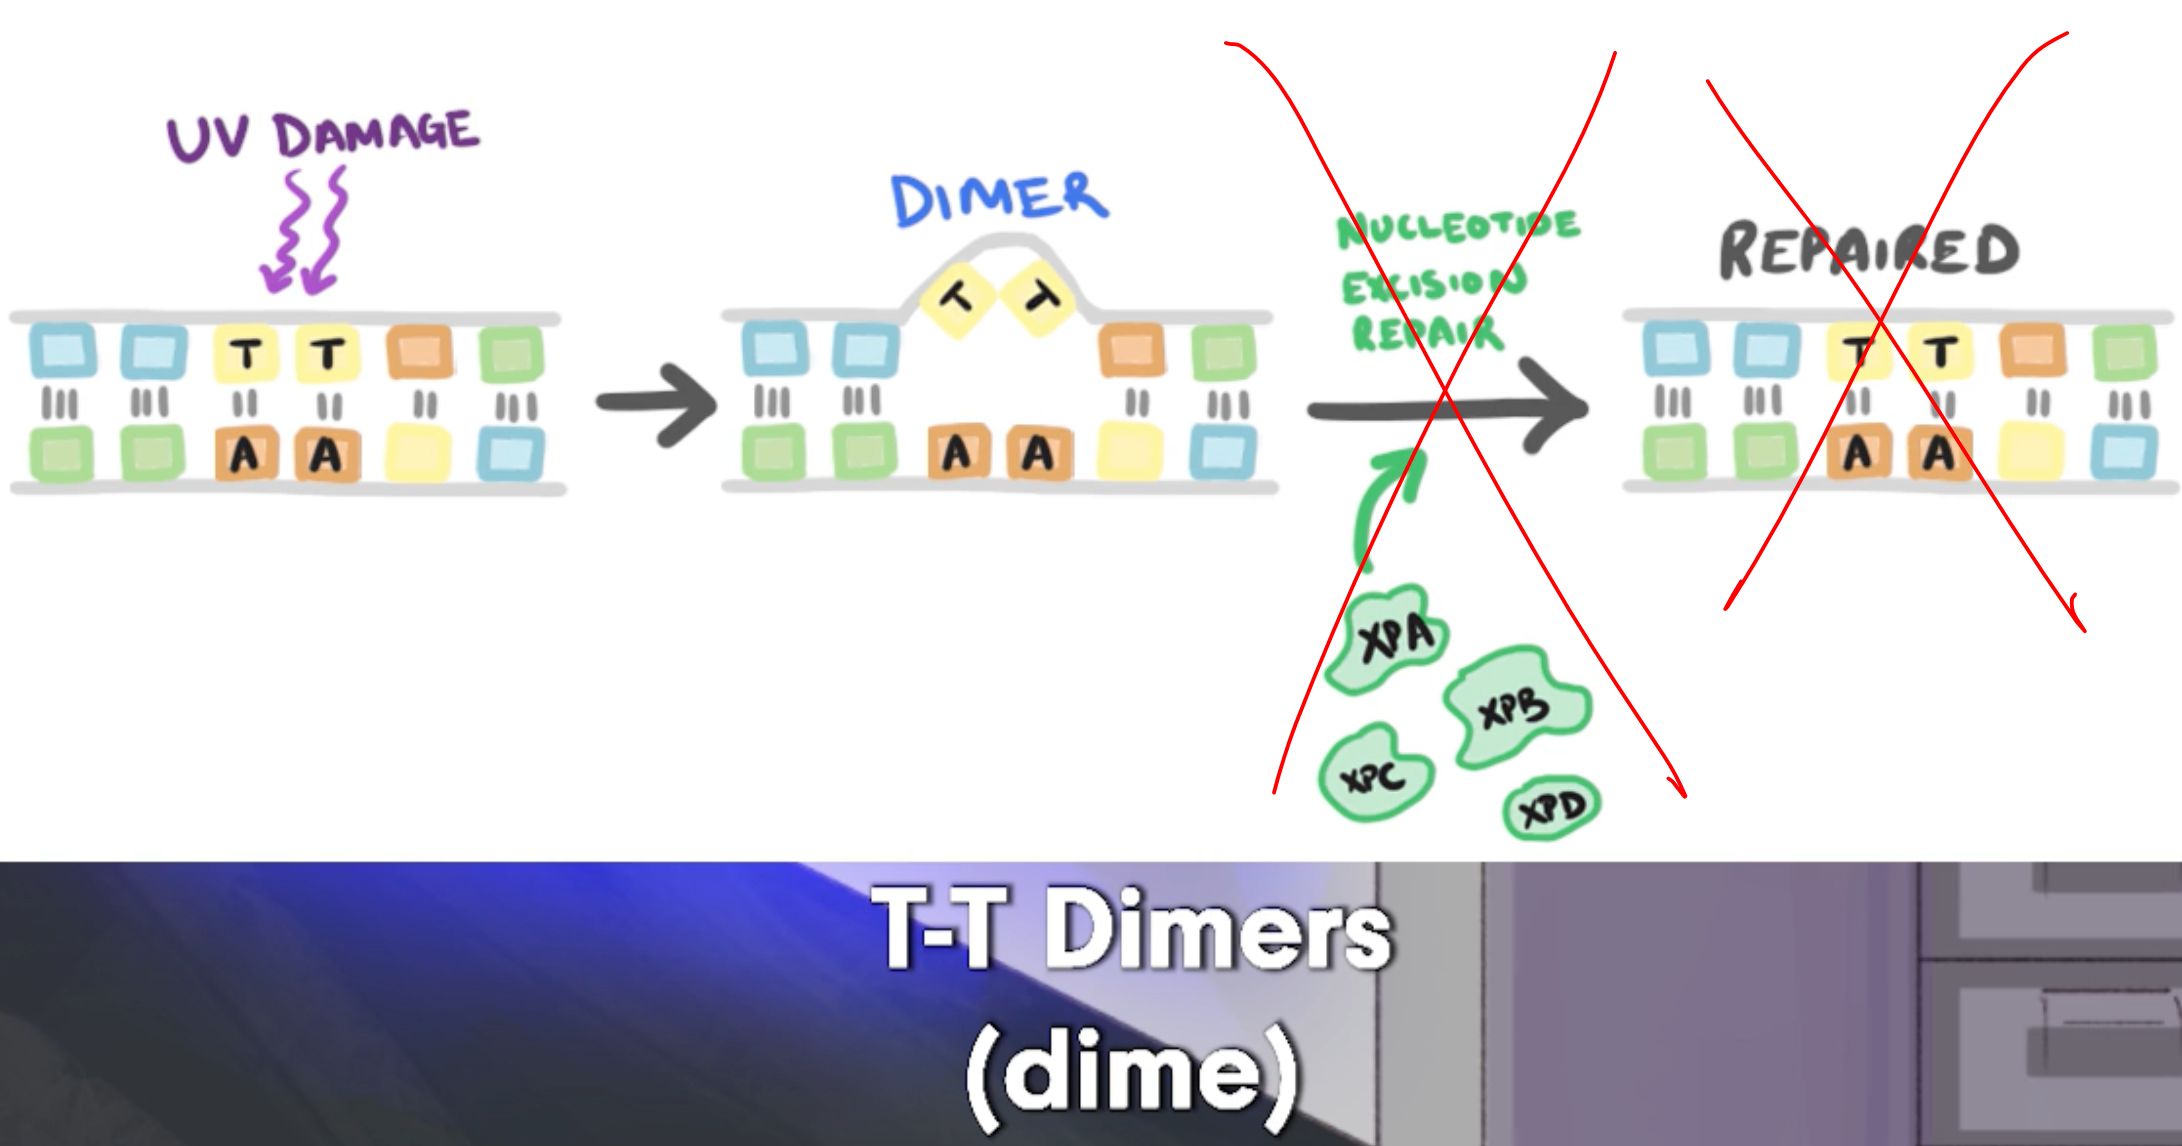 UV DAMAGE
T T
A A
DIMER
T T
A A
NUCLEOTIDE
EXCISION
REPAIR
XPA
XPB
XPC
XPD
REPAIRED
T T
A A
T-T Dimers
(dime)